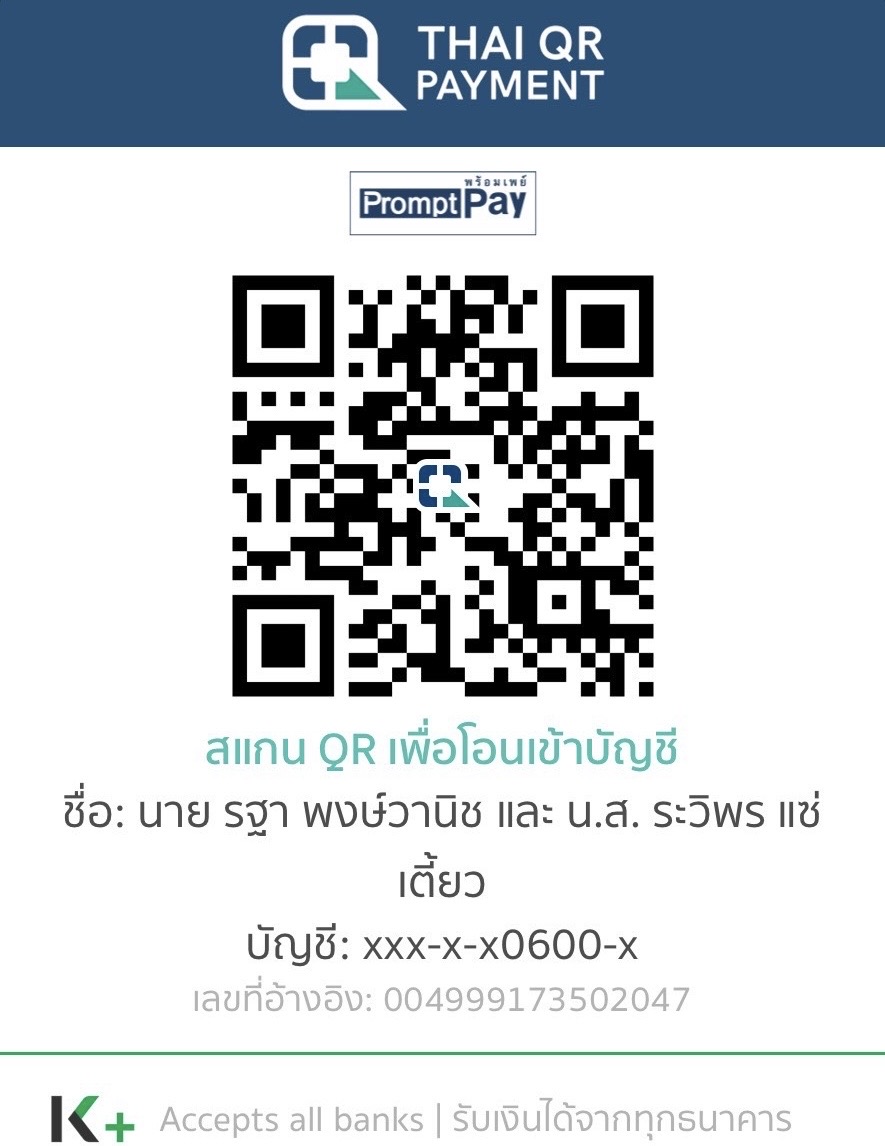 THAI QR
PAYMENT
พร้อมเพย์
PromptPay
สแกน QR เพื่อโอนเข้าบัญชี
ชื่อ: นาย รฐา พงษ์วานิช และ น.ส. ระวิพร แซ่
เตี้ยว
บัญชี: xxx-x-x0600-x
เลขที่อ้างอิง: 004999173502047
K+ Accepts all banks | รับเงินได้จากทุกธนาคาร